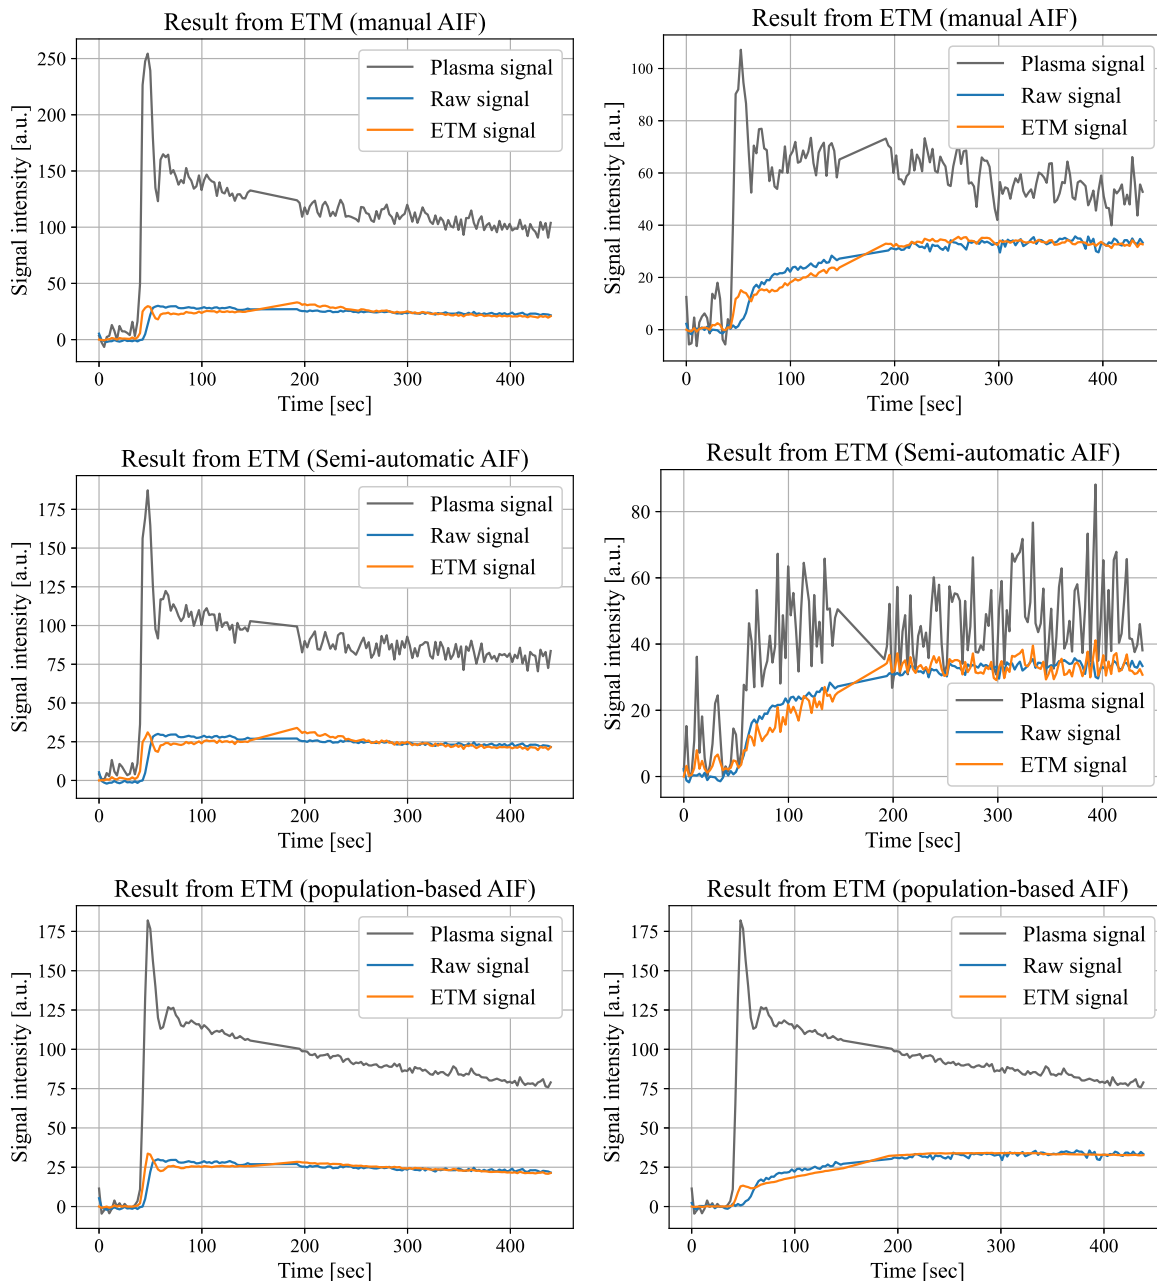 Result from ETM (manual AIF)
Signal intensity [a.u.]
250
200
150
100
50
0
Plasma signal
Raw signal
ETM signal
0 100 200 300 400
Time [sec]
Result from ETM (manual AIF)
Signal intensity [a.u.]
100
80
60
40
20
0
Plasma signal
Raw signal
ETM signal
0 100 200 300 400
Time [sec]
Result from ETM (Semi-automatic AIF)
Signal intensity [a.u.]
175
150
125
100
75
50
25
0
Plasma signal
Raw signal
ETM signal
0 100 200 300 400
Time [sec]
Result from ETM (Semi-automatic AIF)
Signal intensity [a.u.]
80
60
40
20
0
Plasma signal
Raw signal
ETM signal
0 100 200 300 400
Time [sec]
Result from ETM (population-based AIF)
Signal intensity [a.u.]
175
150
125
100
75
50
25
0
Plasma signal
Raw signal
ETM signal
0 100 200 300 400
Time [sec]
Result from ETM (population-based AIF)
Signal intensity [a.u.]
175
150
125
100
75
50
25
0
Plasma signal
Raw signal
ETM signal
0 100 200 300 400
Time [sec]